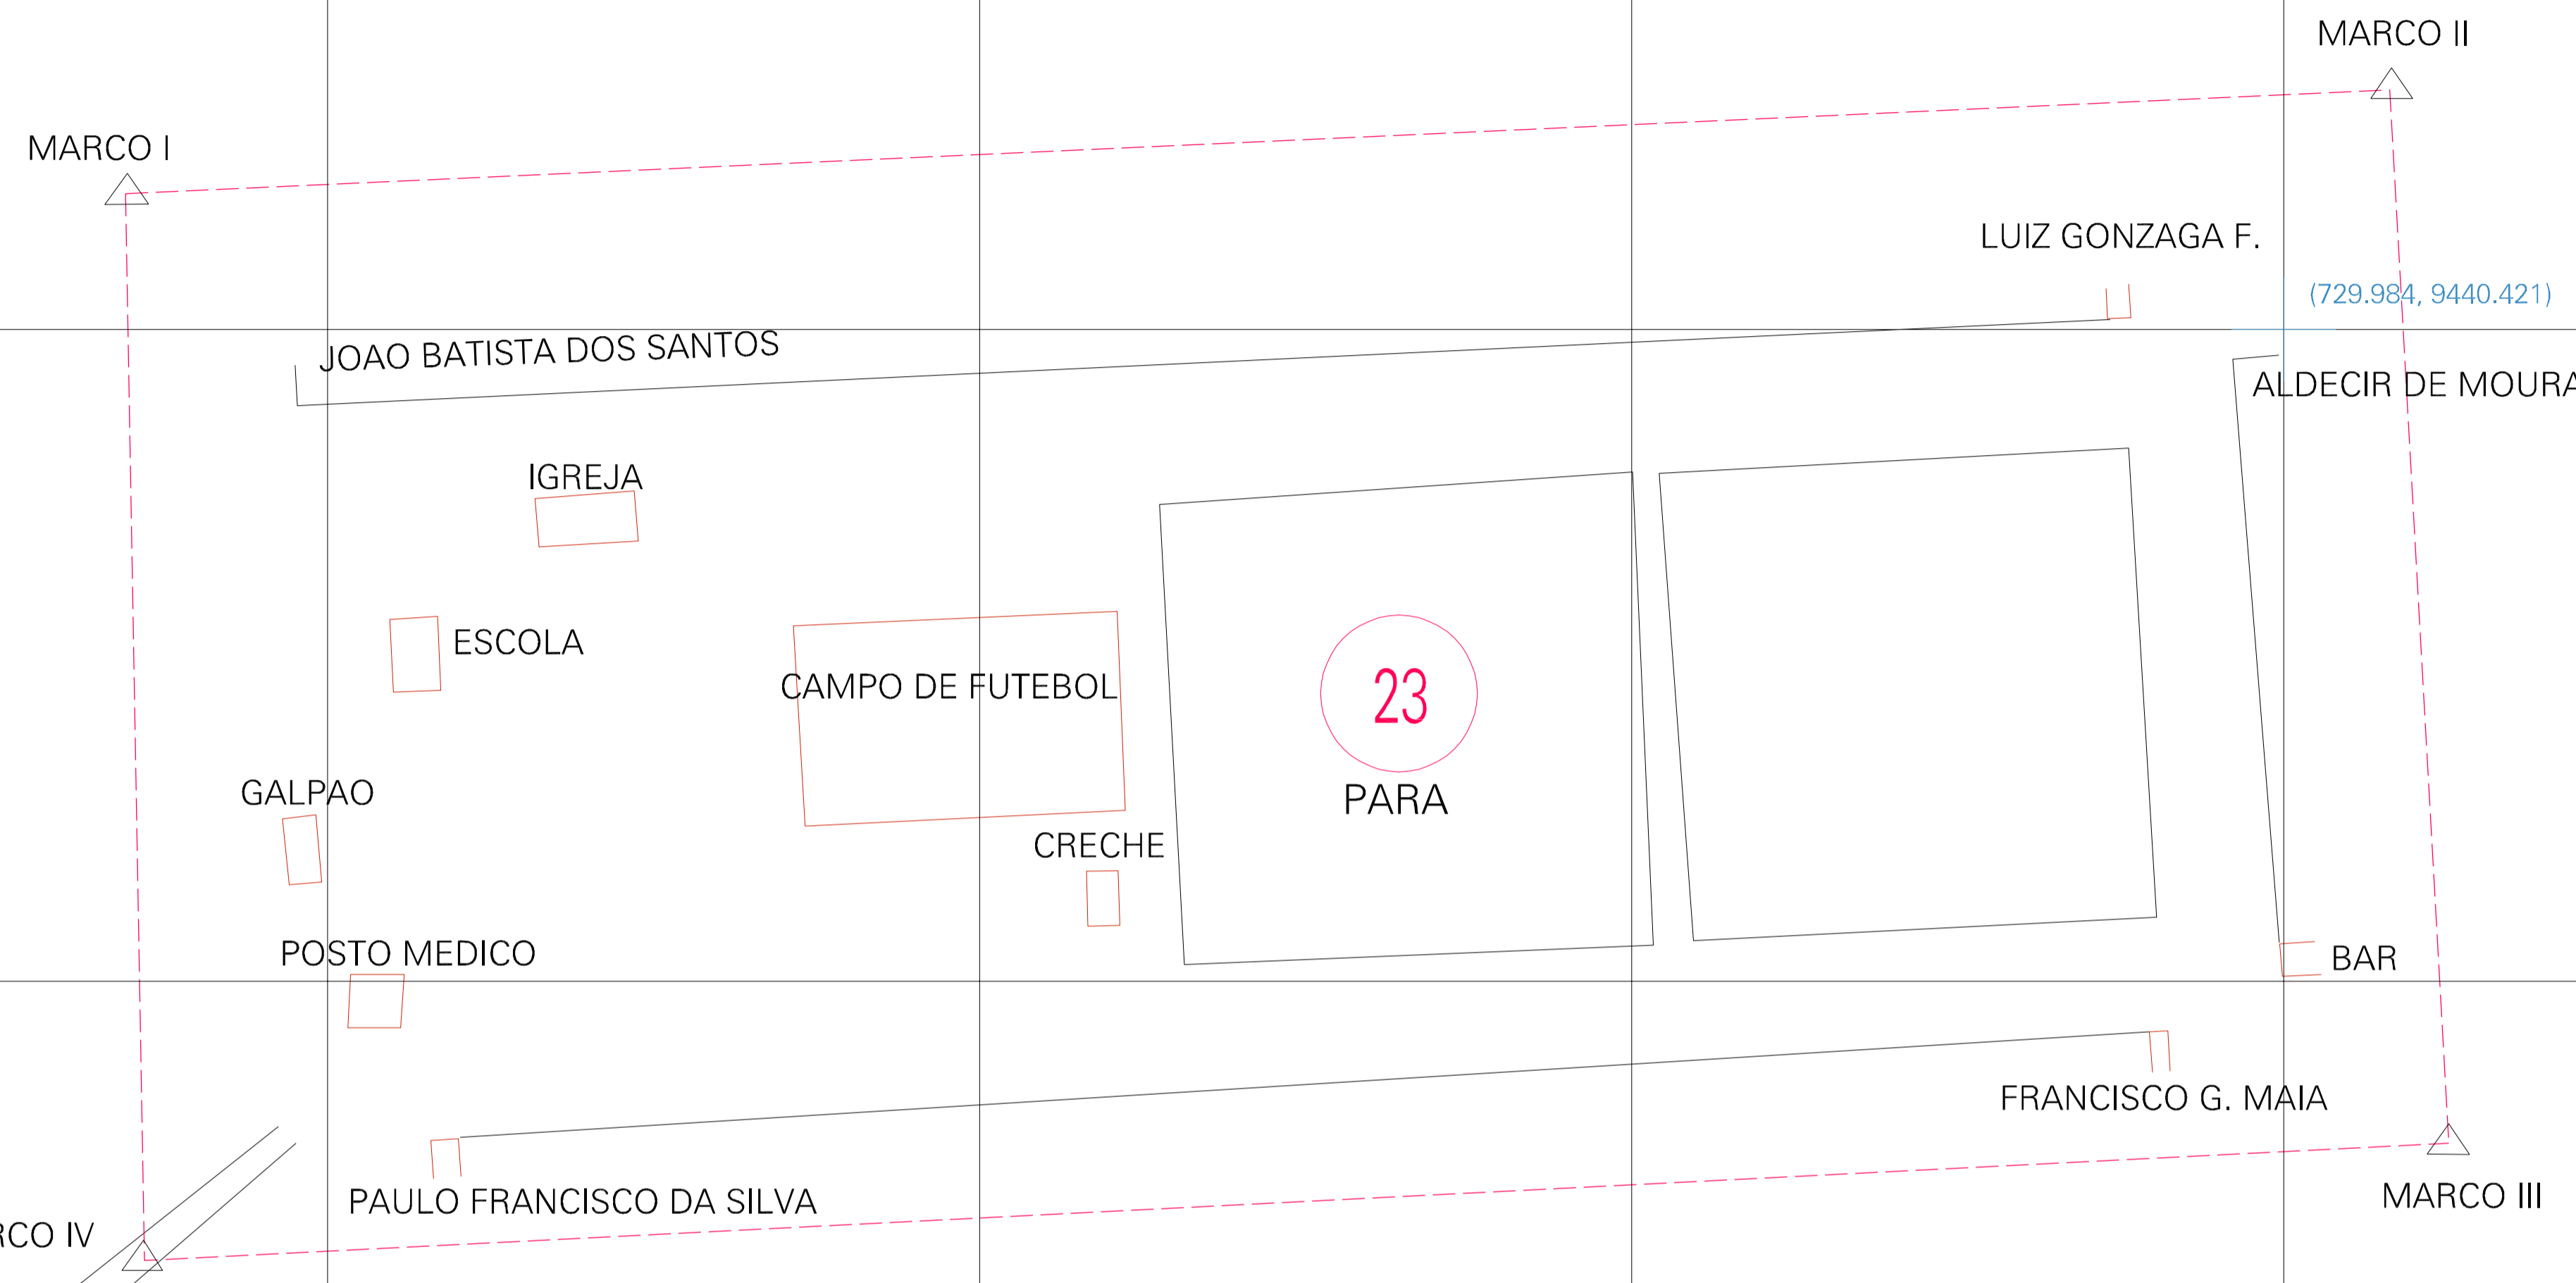 MARCO II
MARCO I
LUIZ GONZAGA F.
(729.984, 9440.421)
JOAO BATISTA DOS SANTOS
ALDECIR DE MOURA
IGREJA
ESCOLA
CAMPO DE FUTEBOL
23
GALPAO
PARA
CRECHE
POSTO MEDICO
BAR
FRANCISCO G. MAIA
MARCO III
PAULO FRANCISCO DA SILVA
RCO IV